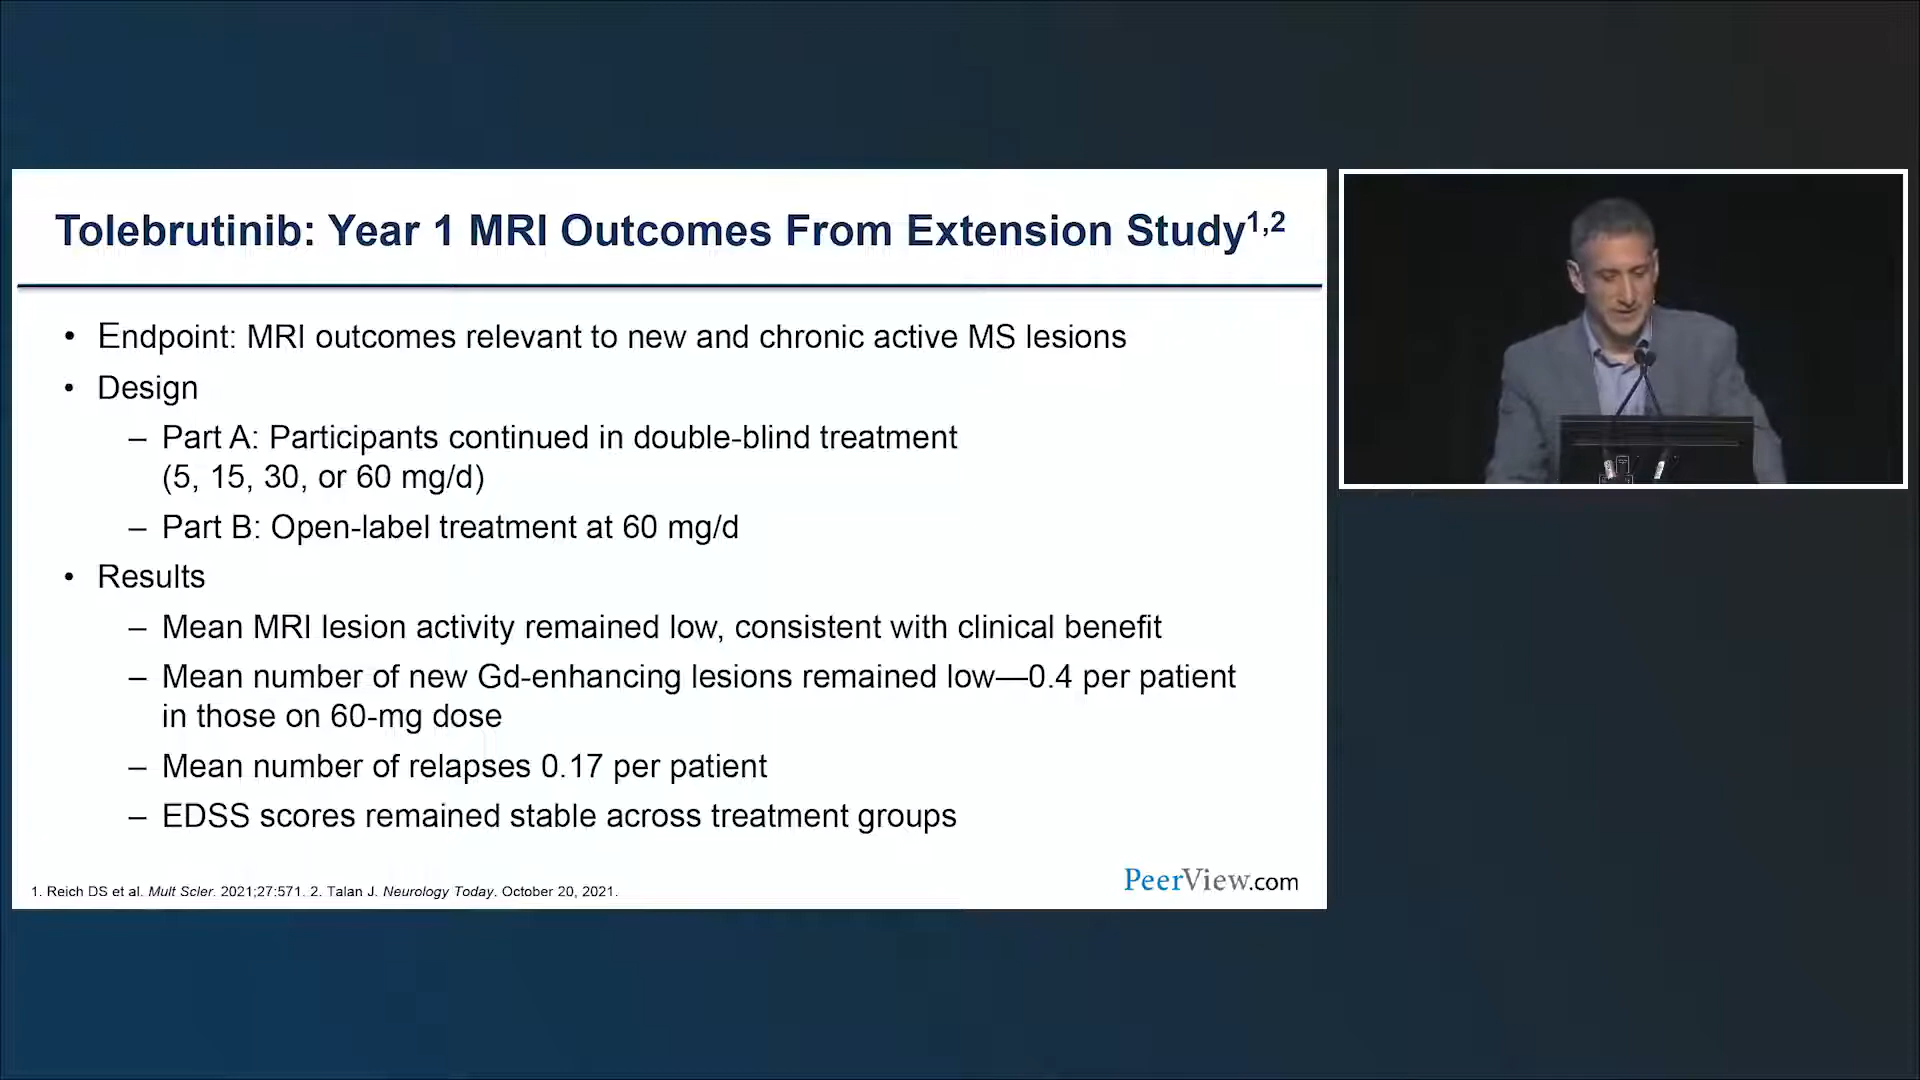 Tolebrutinib: Year 1 MRI Outcomes From Extension Study1,2
• Endpoint: MRI outcomes relevant to new and chronic active MS lesions
• Design
– Part A: Participants continued in double-blind treatment
(5, 15, 30, or 60 mg/d)
– Part B: Open-label treatment at 60 mg/d
• Results
– Mean MRI lesion activity remained low, consistent with clinical benefit
– Mean number of new Gd-enhancing lesions remained low—0.4 per patient
in those on 60-mg dose
– Mean number of relapses 0.17 per patient
– EDSS scores remained stable across treatment groups
1. Reich DS et al. Mult Scler. 2021;27:571. 2. Talan J. Neurology Today. October 20, 2021.
PeerView.com